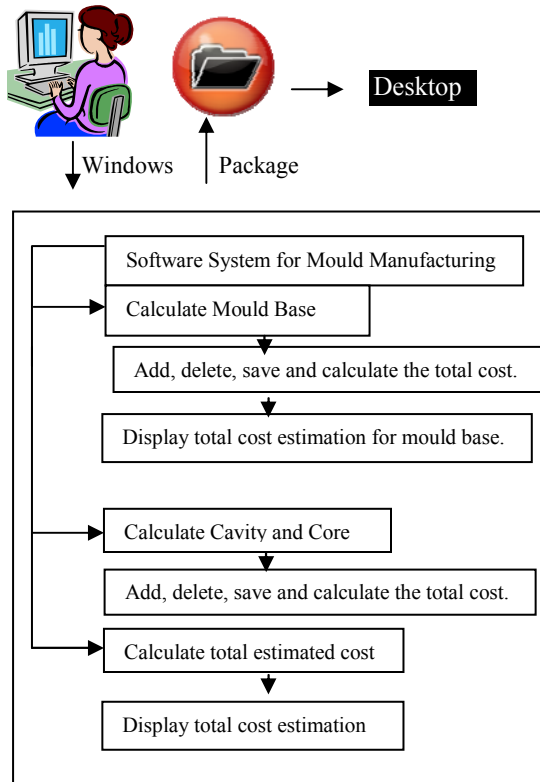 Desktop
Windows
Package
Software System for Mould Manufacturing
Calculate Mould Base
Add, delete, save and calculate the total cost.
Display total cost estimation for mould base.
Calculate Cavity and Core
Add, delete, save and calculate the total cost.
Calculate total estimated cost
Display total cost estimation